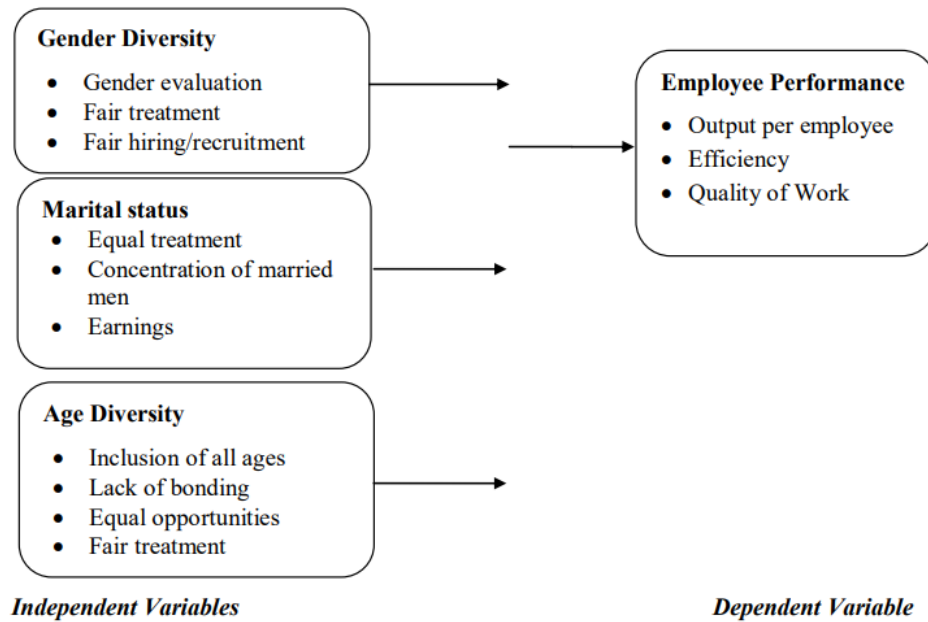 Gender Diversity
• Gender evaluation
• Fair treatment
• Fair hiring/recruitment
Marital status
• Equal treatment
• Concentration of married
men
• Earnings
Age Diversity
• Inclusion of all ages
• Lack of bonding
• Equal opportunities
• Fair treatment
Independent Variables
Employee Performance
• Output per employee
• Efficiency
• Quality of Work
Dependent Variable